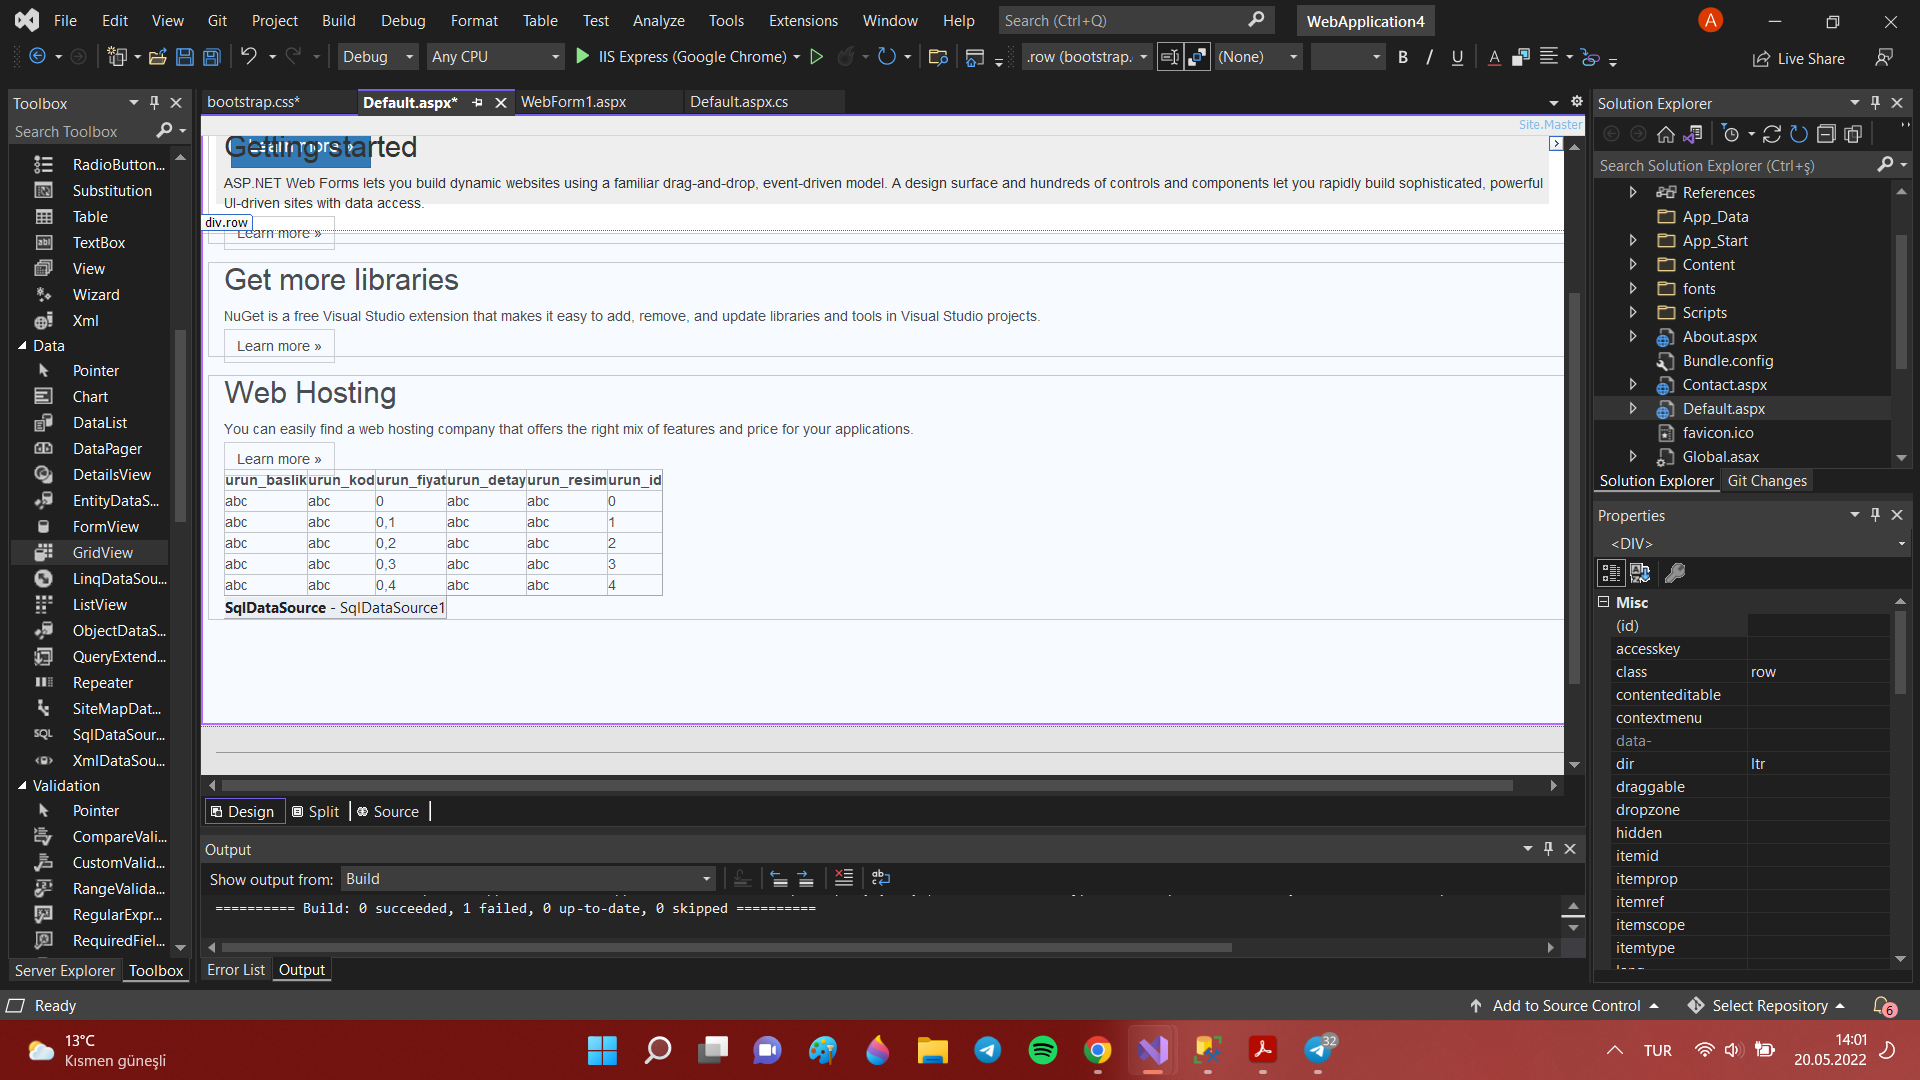 File Edit View Git Project Build Debug Format Table Test Analyze Tools Extensions Window Help Search (Ctrl+Q) WebApplication4 A
Debug Any CPU IIS Express (Google Chrome) .row (bootstrap. (None) B I U A Live Share
Toolbox
Search Toolbox
RadioButton...
Substitution
Table
TextBox
View
Wizard
Xml
Data
Pointer
Chart
DataList
DataPager
DetailsView
EntityDataS...
FormView
GridView
LinqDataSou...
ListView
ObjectDataS...
QueryExtend...
Repeater
SiteMapDat...
SQL SqlDataSour...
XmlDataSou...
Validation
Pointer
CompareVali...
CustomValid...
RangeValida...
RegularExpr...
RequiredFiel...
Server Explorer Toolbox
bootstrap.css* Default.aspx* WebForm1.aspx Default.aspx.cs
Site.Master
Learn more »
Getting started
ASP.NET Web Forms lets you build dynamic websites using a familiar drag-and-drop, event-driven model. A design surface and hundreds of controls and components let you rapidly build sophisticated, powerful
UI-driven sites with data access.
div.row
Learn more »
Get more libraries
NuGet is a free Visual Studio extension that makes it easy to add, remove, and update libraries and tools in Visual Studio projects.
Learn more »
Web Hosting
You can easily find a web hosting company that offers the right mix of features and price for your applications.
Learn more »
urun_baslik urun_kod urun_fiyat urun_detay urun_resim urun_id
abc abc 0 abc abc 0
abc abc 0,1 abc abc 1
abc abc 0,2 abc abc 2
abc abc 0,3 abc abc 3
abc abc 0,4 abc abc 4
SqlDataSource - SqlDataSource1
Design Split Source
Output
Show output from: Build
========== Build: 0 succeeded, 1 failed, 0 up-to-date, 0 skipped ==========
Error List Output
Solution Explorer
Search Solution Explorer (Ctrl+ş)
References
App_Data
App_Start
Content
fonts
Scripts
About.aspx
Bundle.config
Contact.aspx
Default.aspx
favicon.ico
Global.asax
Solution Explorer Git Changes
Properties
<DIV>
Misc
(id)
accesskey
class row
contenteditable
contextmenu
data-
dir ltr
draggable
dropzone
hidden
itemid
itemprop
itemref
itemscope
itemtype
Ready Add to Source Control Select Repository 6
13°C
Kısmen güneşli
32
TUR
14:01
20.05.2022